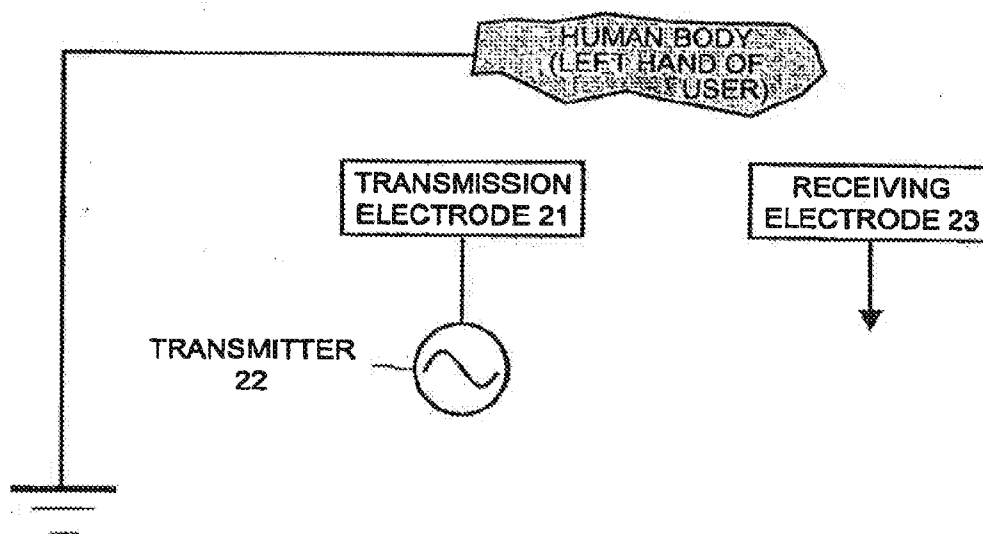 HUMAN BODY
(LEFT HAND OF
USER)
TRANSMISSION
ELECTRODE 21
RECEIVING
ELECTRODE 23
TRANSMITTER
22